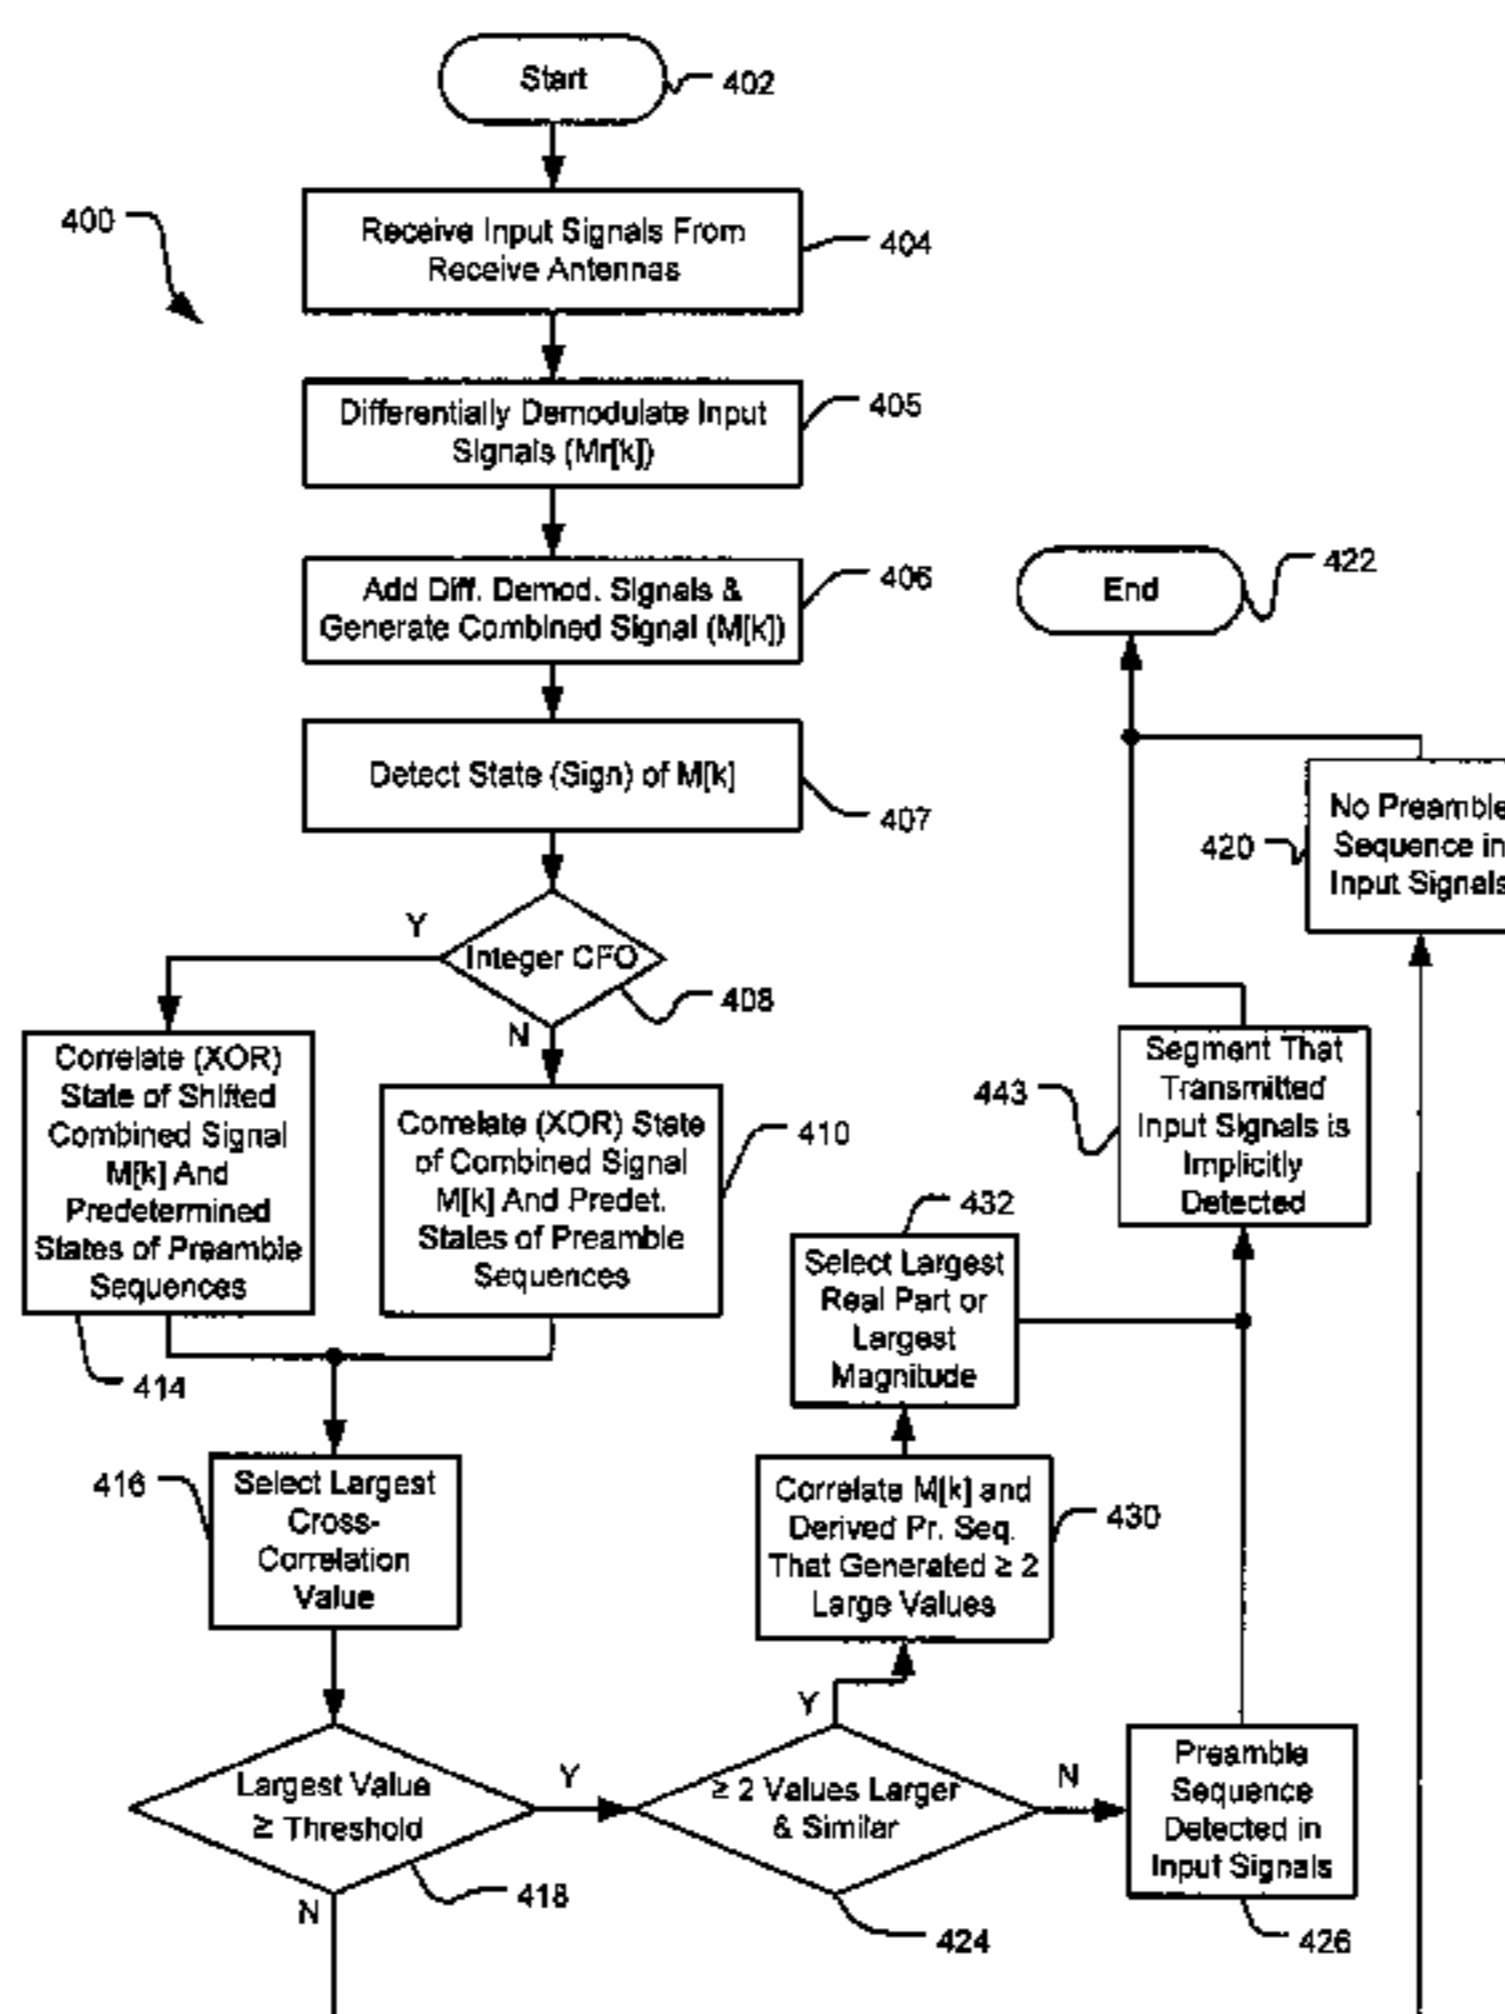 Start
402
400
Receive Input Signals From
Receive Antennas
404
Differentially Demodulate Input
Signals (Mr[k])
405
Add Diff. Demod. Signals &
Generate Combined Signal (M[k])
406
End
422
Detect State (Sign) of M[k]
407
No Preamble
Sequence in
Input Signals
420
Y
Integer CFO
408
N
Correlate (XOR)
State of Shifted
Combined Signal
M[k] And
Predetermined
States of Preamble
Sequences
414
Correlate (XOR) State
of Combined Signal
M[k] And Predet.
States of Preamble
Sequences
410
Segment That
Transmitted
Input Signals is
Implicitly
Detected
443
432
Select Largest
Real Part or
Largest
Magnitude
416
Select Largest
Cross-
Correlation
Value
Correlate M[k] and
Derived Pr. Seq.
That Generated ≥ 2
Large Values
430
Largest Value
≥ Threshold
418
Y
N
≥ 2 Values Larger
& Similar
424
Y
N
Preamble
Sequence
Detected in
Input Signals
426